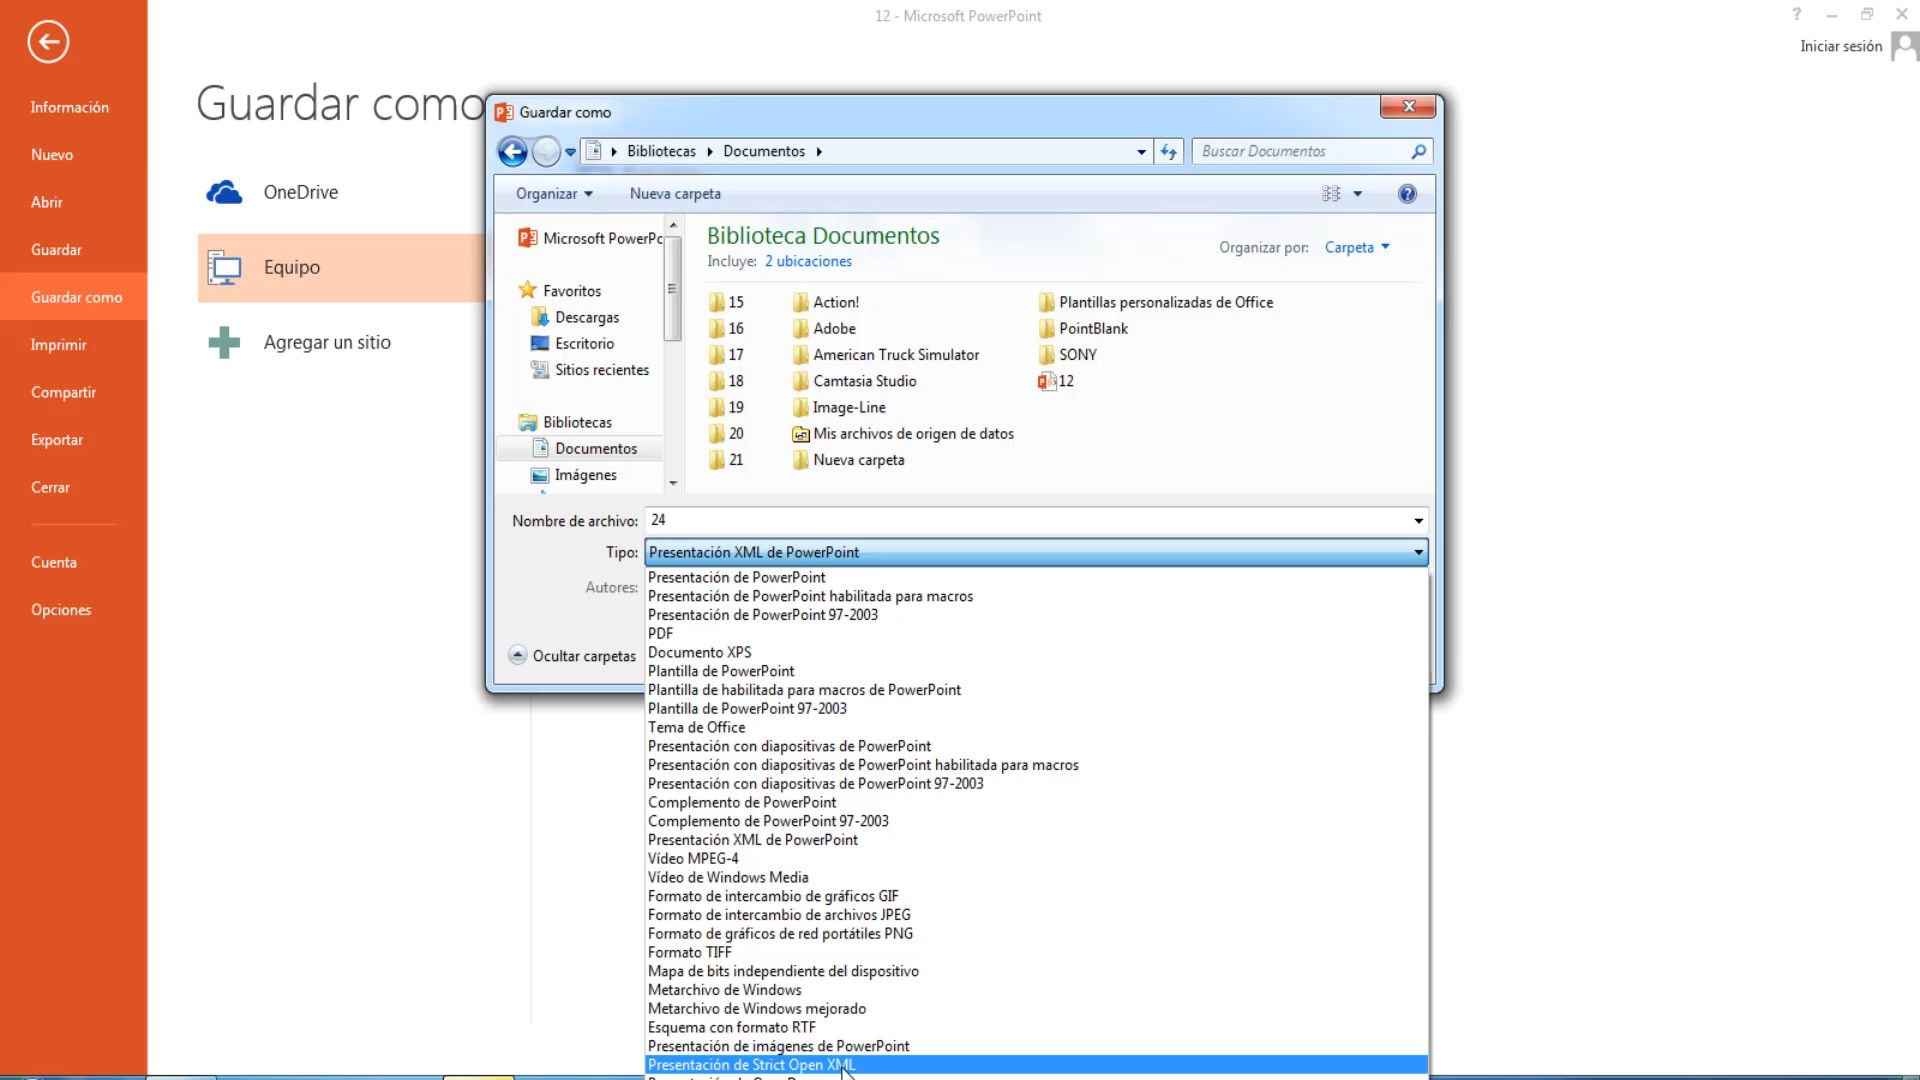 12 - Microsoft PowerPoint
?
Iniciar sesión
Información
Nuevo
Abrir
Guardar
Guardar como
Imprimir
Compartir
Exportar
Cerrar
Cuenta
Opciones
Guardar como
OneDrive
Equipo
Agregar un sitio
Guardar como
Bibliotecas
Documentos
Buscar Documentos
Organizar
Nueva carpeta
Microsoft PowerPo
Favoritos
Descargas
Escritorio
Sitios recientes
Bibliotecas
Documentos
Imágenes
Biblioteca Documentos
Incluye: 2 ubicaciones
Organizar por: Carpeta
15
16
17
18
19
20
21
Action!
Adobe
American Truck Simulator
Camtasia Studio
Image-Line
Mis archivos de origen de datos
Nueva carpeta
Plantillas personalizadas de Office
PointBlank
SONY
12
Nombre de archivo: 24
Tipo: Presentación XML de PowerPoint
Autores:
Ocultar carpetas
Presentación de PowerPoint
Presentación de PowerPoint habilitada para macros
Presentación de PowerPoint 97-2003
PDF
Documento XPS
Plantilla de PowerPoint
Plantilla de habilitada para macros de PowerPoint
Plantilla de PowerPoint 97-2003
Tema de Office
Presentación con diapositivas de PowerPoint
Presentación con diapositivas de PowerPoint habilitada para macros
Presentación con diapositivas de PowerPoint 97-2003
Complemento de PowerPoint
Complemento de PowerPoint 97-2003
Presentación XML de PowerPoint
Vídeo MPEG-4
Vídeo de Windows Media
Formato de intercambio de gráficos GIF
Formato de intercambio de archivos JPEG
Formato de gráficos de red portátiles PNG
Formato TIFF
Mapa de bits independiente del dispositivo
Metarchivo de Windows
Metarchivo de Windows mejorado
Esquema con formato RTF
Presentación de imágenes de PowerPoint
Presentación de Strict Open XML